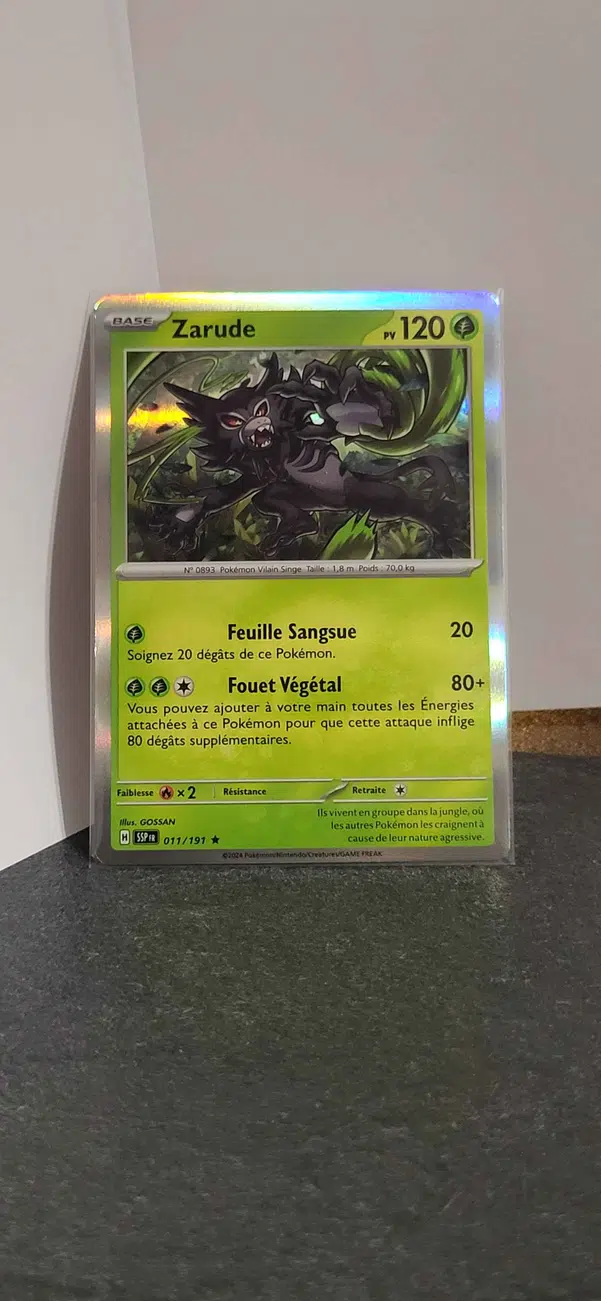 BASE Zarude PV 120
N° 0893 Pokémon Vilain Singe Taille : 1,8 m Poids : 70,0 kg
Feuille Sangsue 20
Soignez 20 dégâts de ce Pokémon.
Fouet Végétal 80+
Vous pouvez ajouter à votre main toutes les Énergies
attachées à ce Pokémon pour que cette attaque inflige
80 dégâts supplémentaires.
Faiblesse ×2 Résistance Retraite
Illus. GOSSAN
Ils vivent en groupe dans la jungle, où
les autres Pokémon les craignent à
cause de leur nature agressive.
H SSP FR 011/191 ★
©2024 Pokémon/Nintendo/Creatures/GAME FREAK